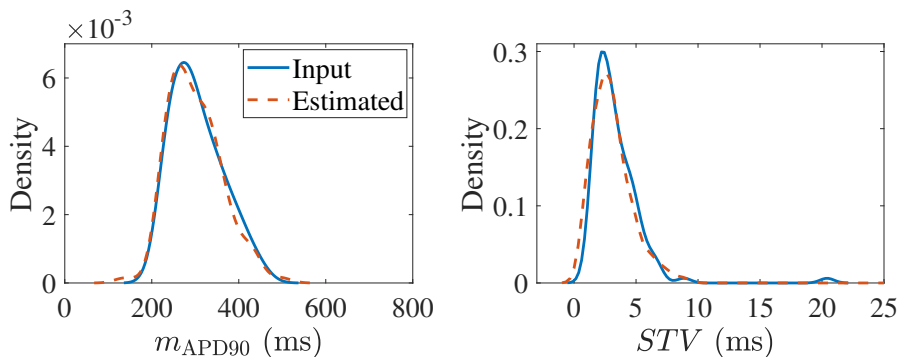 ×10⁻³
6
4
2
0
Density
0 200 400 600 800
m_APD90 (ms)
Input
Estimated
0.3
0.2
0.1
0
Density
0 5 10 15 20 25
STV (ms)